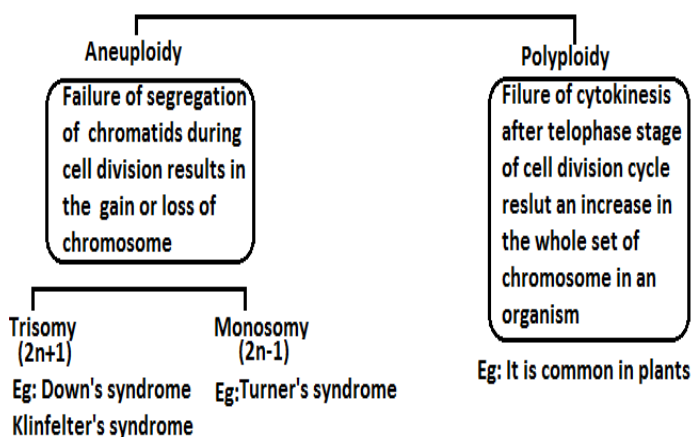 Aneuploidy
Failure of segregation
of chromatids during
cell division results in
the gain or loss of
chromosome
Trisomy
(2n+1)
Eg: Down's syndrome
Klinfelter's syndrome
Monosomy
(2n-1)
Eg:Turner's syndrome
Polyploidy
Filure of cytokinesis
after telophase stage
of cell division cycle
reslut an increase in
the whole set of
chromosome in an
organism
Eg: It is common in plants